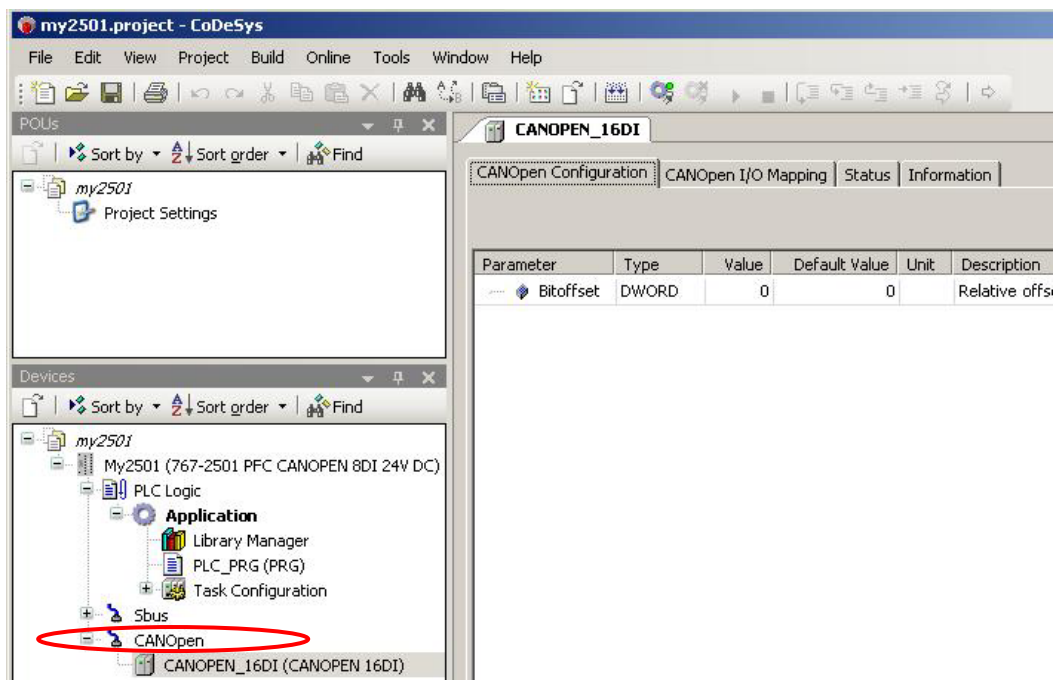 my2501.project - CoDeSys
File Edit View Project Build Online Tools Window Help
POUs
Sort by Sort order Find
my2501
Project Settings
Devices
Sort by Sort order Find
my2501
My2501 (767-2501 PFC CANOPEN 8DI 24V DC)
PLC Logic
Application
Library Manager
PLC_PRG (PRG)
Task Configuration
Sbus
CANOpen
CANOPEN_16DI (CANOPEN 16DI)
CANOPEN_16DI
CANOpen Configuration CANOpen I/O Mapping Status Information
Parameter Type Value Default Value Unit Description
Bitoffset DWORD 0 0 Relative offs